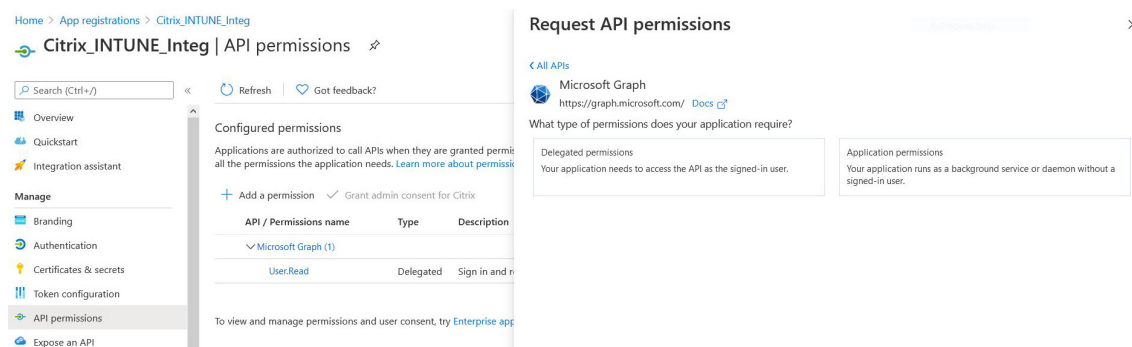 Home > App registrations > Citrix_INTUNE_Integ
Citrix_INTUNE_Integ | API permissions
Search (Ctrl+/)
«
Overview
Quickstart
Integration assistant
Manage
Branding
Authentication
Certificates & secrets
Token configuration
API permissions
Expose an API
Refresh
Got feedback?
Configured permissions
Applications are authorized to call APIs when they are granted permis
all the permissions the application needs. Learn more about permissio
+ Add a permission ✓ Grant admin consent for Citrix
API / Permissions name Type Description
Microsoft Graph (1)
User.Read Delegated Sign in and r
To view and manage permissions and user consent, try Enterprise app
Request API permissions
All APIs
Microsoft Graph
https://graph.microsoft.com/ Docs
What type of permissions does your application require?
Delegated permissions
Your application needs to access the API as the signed-in user.
Application permissions
Your application runs as a background service or daemon without a
signed-in user.